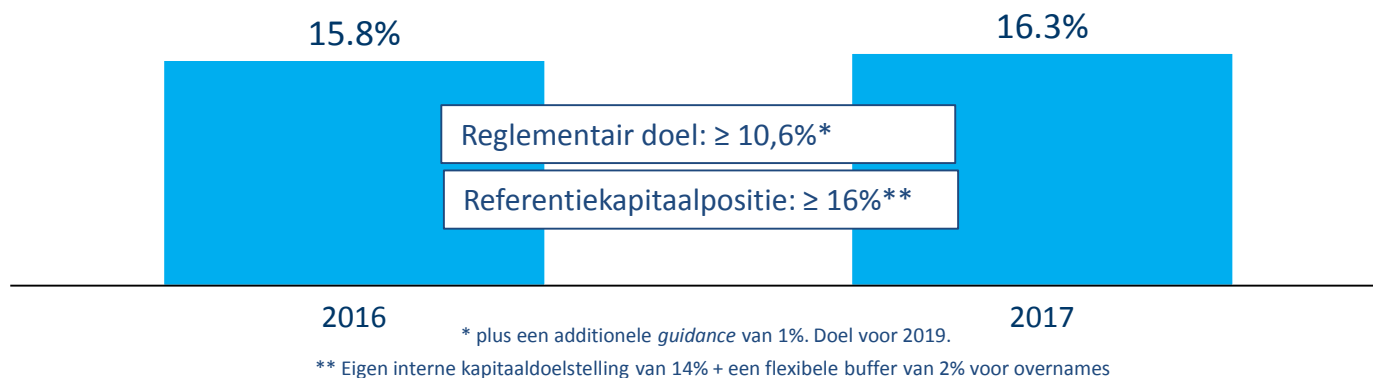 15.8%
16.3%
Reglementair doel: ≥ 10,6%*
Referentiekapitaalpositie: ≥ 16%**
2016
2017
* plus een additionele guidance van 1%. Doel voor 2019.
** Eigen interne kapitaaldoelstelling van 14% + een flexibele buffer van 2% voor overnames